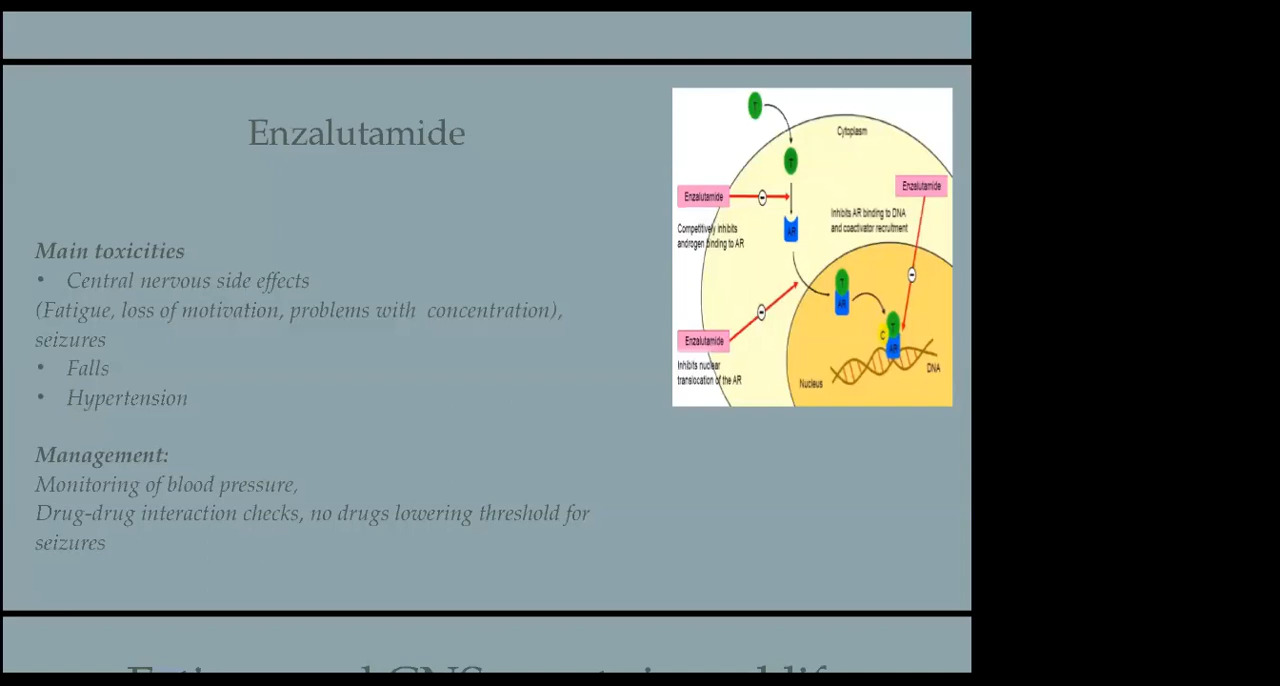 Enzalutamide
Main toxicities
• Central nervous side effects
(Fatigue, loss of motivation, problems with concentration),
seizures
• Falls
• Hypertension
Management:
Monitoring of blood pressure,
Drug-drug interaction checks, no drugs lowering threshold for
seizures
T
Cytoplasm
T
Enzalutamide
Enzalutamide
Competitively inhibits
androgen binding to AR
AR
Inhibits AR binding to DNA
and coactivator recruitment
T
AR
Enzalutamide
Inhibits nuclear
translocation of the AR
C
T
AR
Nucleus
DNA